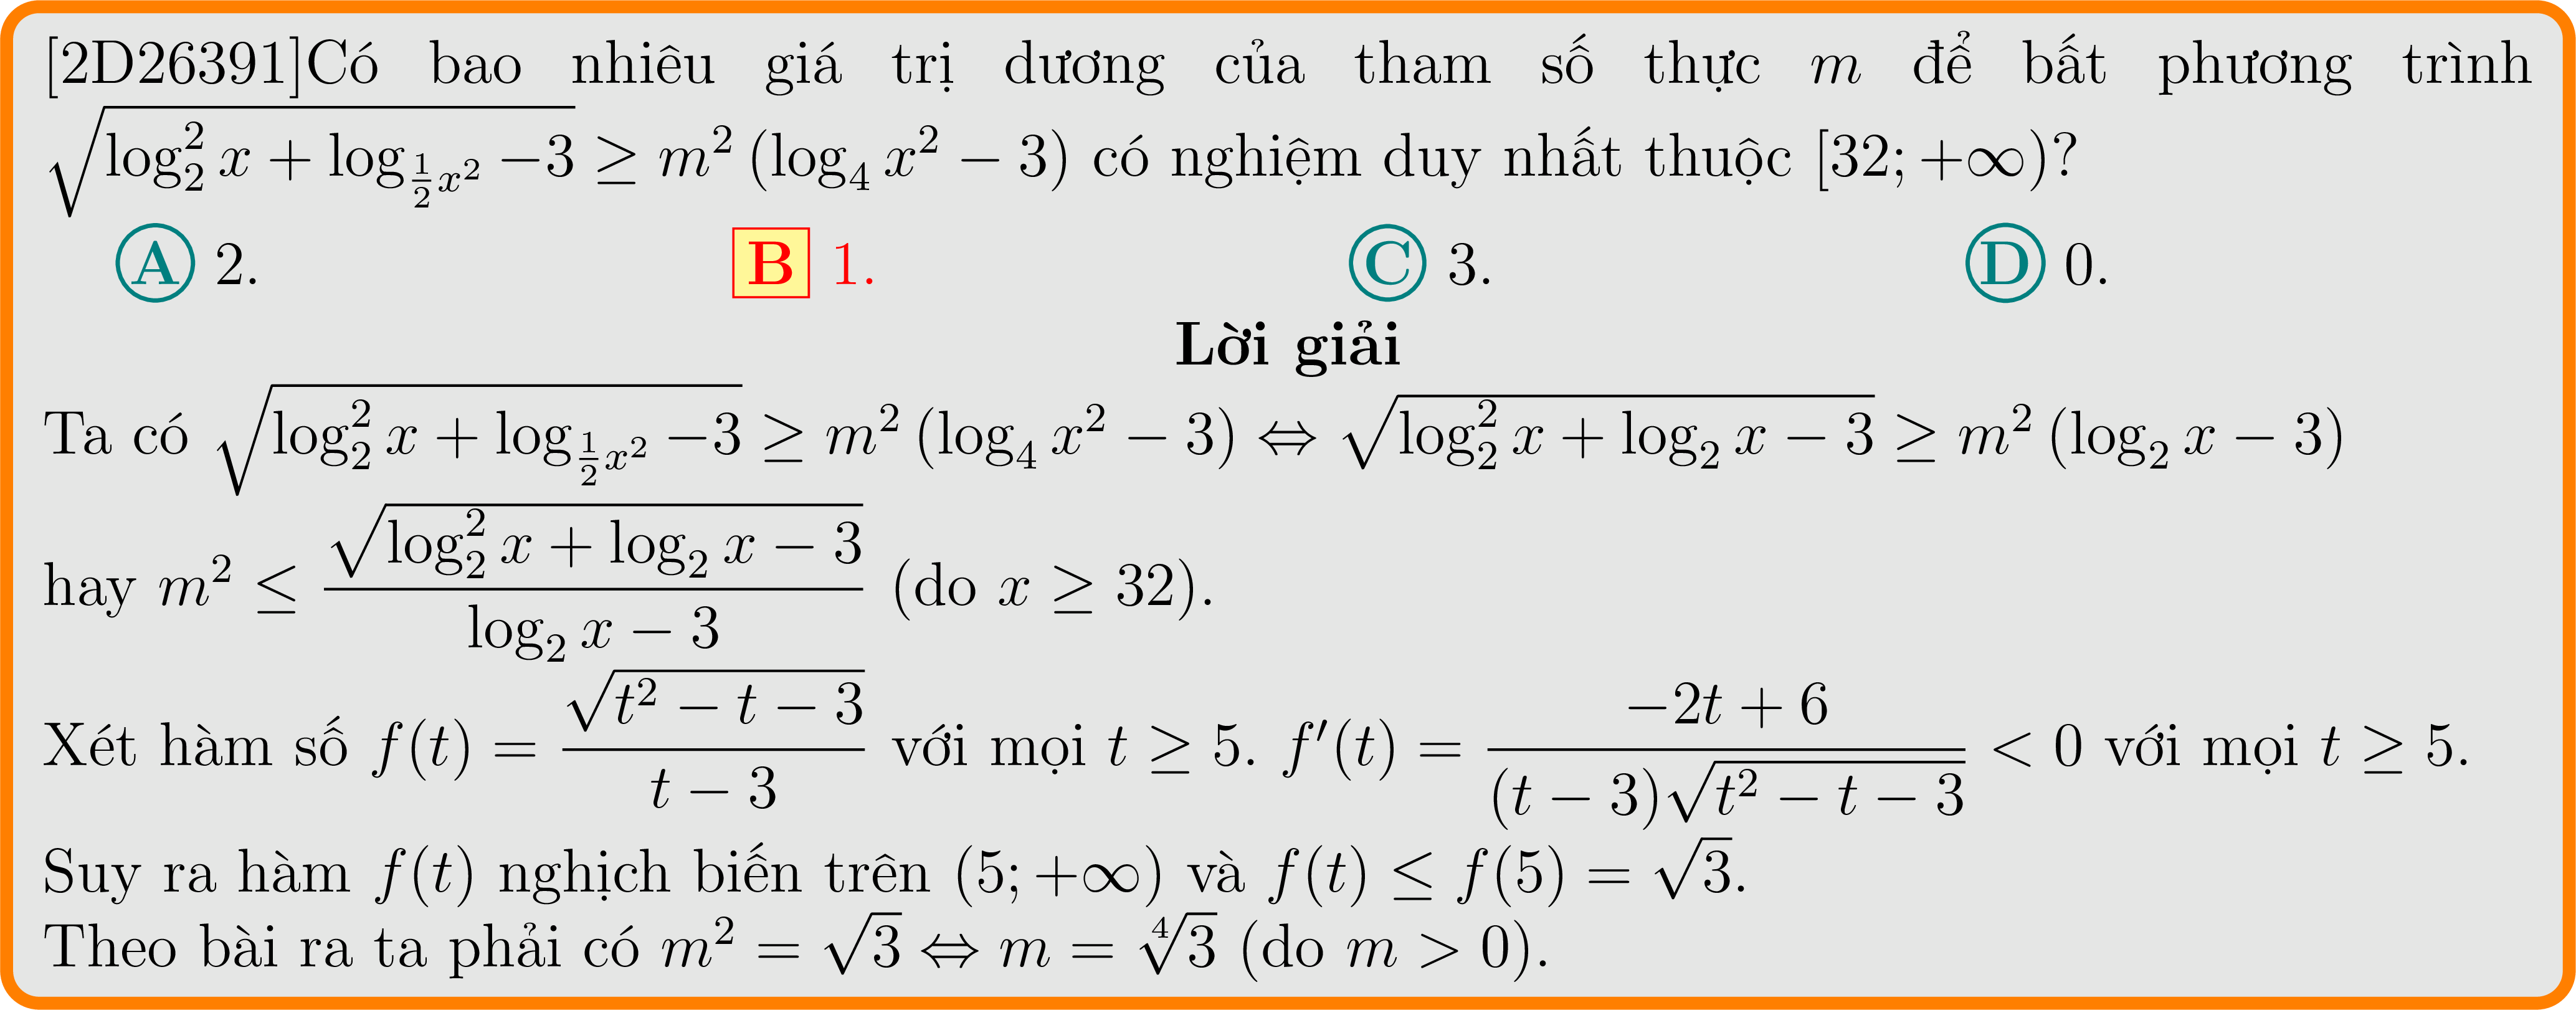 [2D26391]Có bao nhiêu giá trị dương của tham số thực m để bất phương trình
$\sqrt{\log_2^2 x + \log_{\frac{1}{2}x^2} -3} \geq m^2 \left(\log_4 x^2 - 3\right)$ có nghiệm duy nhất thuộc $[32; +\infty)$?
A 2. B 1. C 3. D 0.
Lời giải
Ta có $\sqrt{\log_2^2 x + \log_{\frac{1}{2}x^2} -3} \geq m^2 \left(\log_4 x^2 - 3\right) \Leftrightarrow \sqrt{\log_2^2 x + \log_2 x - 3} \geq m^2 \left(\log_2 x - 3\right)$
hay $m^2 \leq \dfrac{\sqrt{\log_2^2 x + \log_2 x - 3}}{\log_2 x - 3}$ (do $x \geq 32$).
Xét hàm số $f(t) = \dfrac{\sqrt{t^2 - t - 3}}{t - 3}$ với mọi $t \geq 5$. $f'(t) = \dfrac{-2t + 6}{(t - 3)\sqrt{t^2 - t - 3}} < 0$ với mọi $t \geq 5$.
Suy ra hàm $f(t)$ nghịch biến trên $(5; +\infty)$ và $f(t) \leq f(5) = \sqrt{3}$.
Theo bài ra ta phải có $m^2 = \sqrt{3} \Leftrightarrow m = \sqrt[4]{3}$ (do $m > 0$).